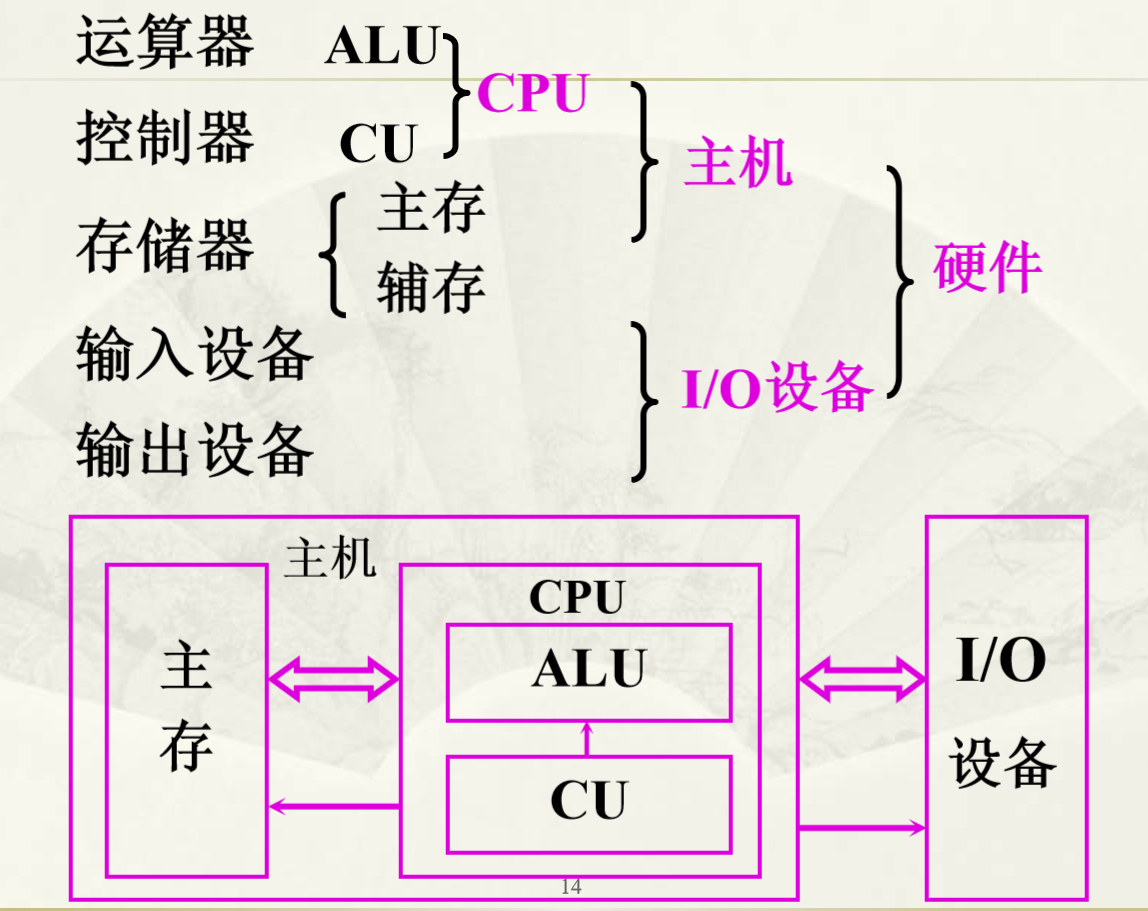 运算器 ALU
CPU
控制器 CU
主机
主存
存储器
硬件
辅存
输入设备
I/O设备
输出设备
主机
CPU
主存
ALU
I/O
设备
CU
14